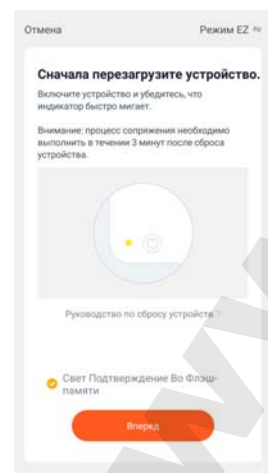 Отмена Режим EZ
Сначала перезагрузите устройство.
Включите устройство и убедитесь, что
индикатор быстро мигает.
Внимание: процесс сопряжения необходимо
выполнить в течении 3 минут после сброса
устройства.
Руководство по сбросу устройств >
Свет Подтверждение Во Флэш-
памяти
Вперед